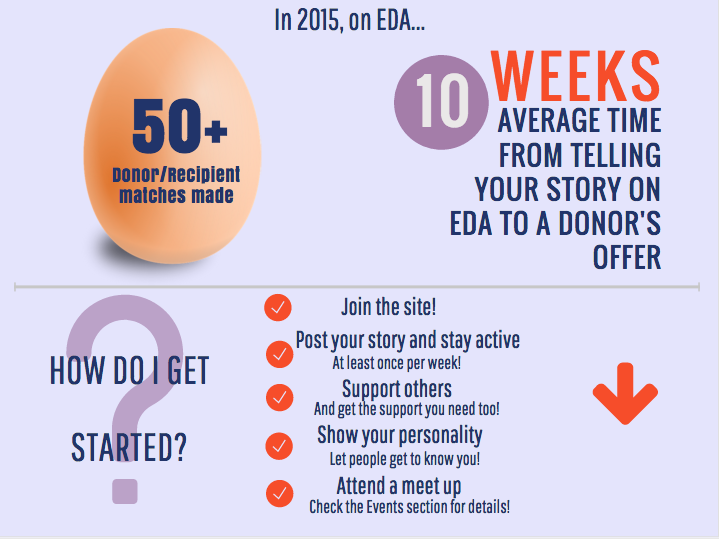 In 2015, on EDA...
50+
Donor/Recipient
matches made
10
WEEKS
AVERAGE TIME
FROM TELLING
YOUR STORY ON
EDA TO A DONOR'S
OFFER
HOW DO I GET
STARTED?
?
Join the site!
Post your story and stay active
At least once per week!
Support others
And get the support you need too!
Show your personality
Let people get to know you!
Attend a meet up
Check the Events section for details!